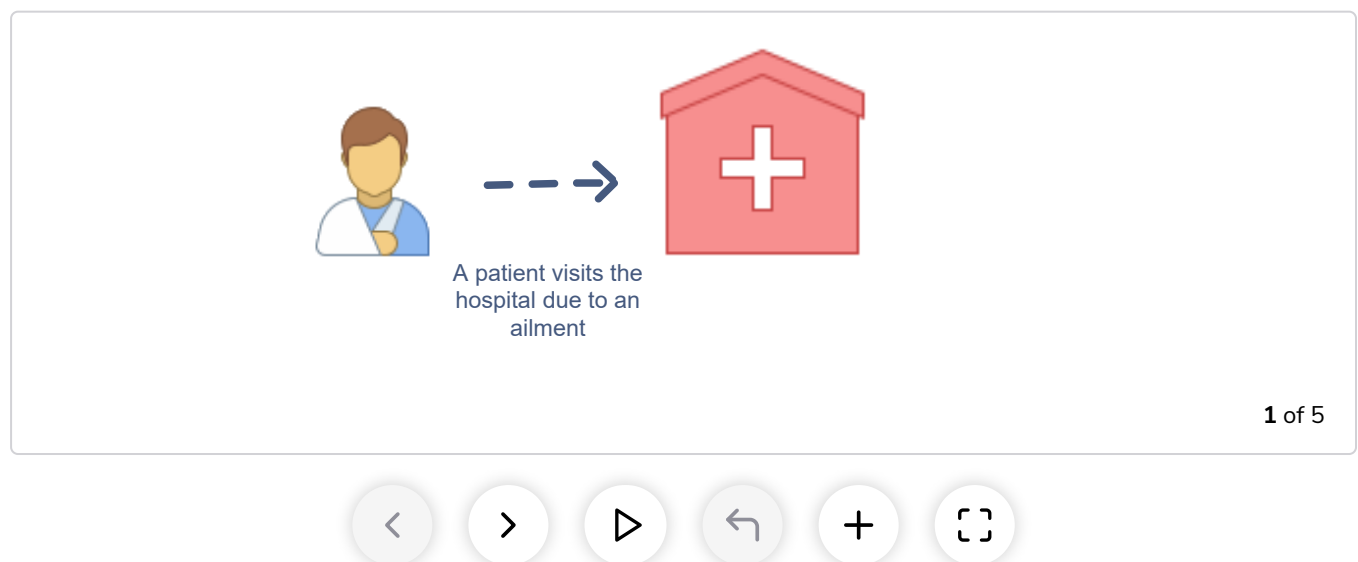 A patient visits the
hospital due to an
ailment
1 of 5